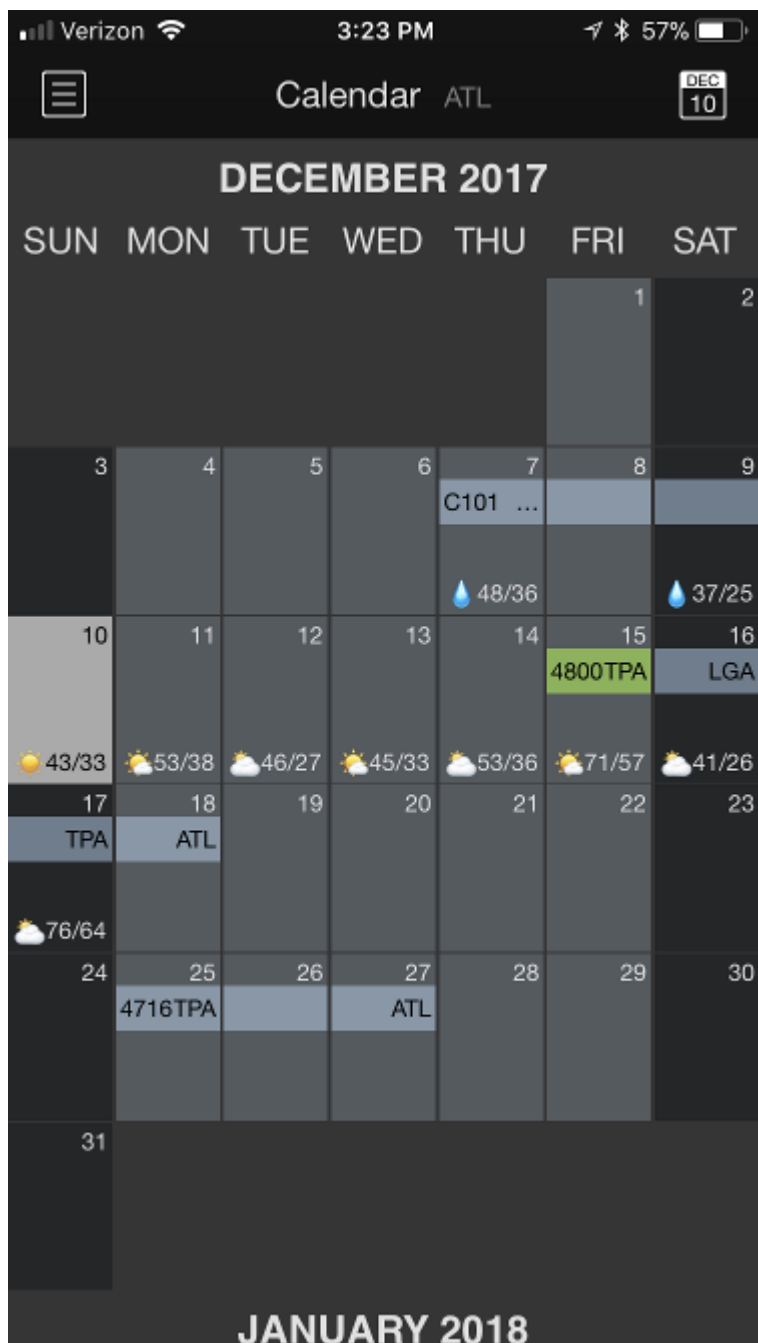 Verizon 3:23 PM 57%
Calendar ATL DEC 10
DECEMBER 2017
SUN MON TUE WED THU FRI SAT
1 2
3 4 5 6 7 8 9
C101 ...
48/36 37/25
10 11 12 13 14 15 16
4800TPA LGA
43/33 53/38 46/27 45/33 53/36 71/57 41/26
17 18 19 20 21 22 23
TPA ATL
76/64
24 25 26 27 28 29 30
4716TPA ATL
31
JANUARY 2018